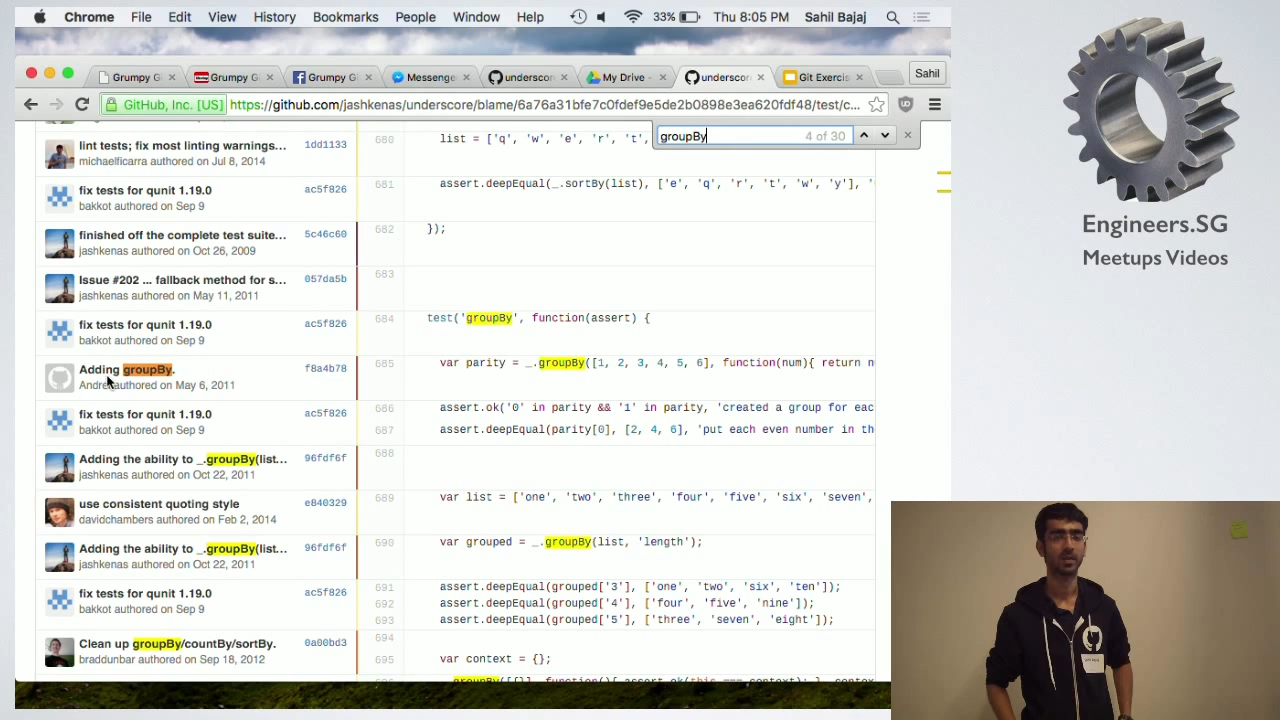 Chrome File Edit View History Bookmarks People Window Help 33% Thu 8:05 PM Sahil Bajaj
Grumpy G Grumpy G Grumpy G Messenge undersco My Drive - undersco Git Exercis Sahil
GitHub, Inc. [US] https://github.com/jashkenas/underscore/blame/6a76a31bfe7c0fdef9e5de2b0898e3ea620fdf48/test/c...
groupBy 4 of 30
lint tests; fix most linting warnings... 1dd1133 680 list = ['q', 'w', 'e', 'r', 't',
michaelficarra authored on Jul 8, 2014
fix tests for qunit 1.19.0 ac5f826 681 assert.deepEqual(_.sortBy(list), ['e', 'q', 'r', 't', 'w', 'y'], '
bakkot authored on Sep 9
finished off the complete test suite... 5c46c60 682 });
jashkenas authored on Oct 26, 2009
Issue #202 ... fallback method for s... 057da5b 683
jashkenas authored on May 11, 2011
fix tests for qunit 1.19.0 ac5f826 684 test('groupBy', function(assert) {
bakkot authored on Sep 9
Adding groupBy. f8a4b78 685 var parity = _.groupBy([1, 2, 3, 4, 5, 6], function(num){ return n
Andre authored on May 6, 2011
fix tests for qunit 1.19.0 ac5f826 686 assert.ok('0' in parity && '1' in parity, 'created a group for eac
bakkot authored on Sep 9 687 assert.deepEqual(parity[0], [2, 4, 6], 'put each even number in th
Adding the ability to _.groupBy(list... 96fdf6f 688
jashkenas authored on Oct 22, 2011
use consistent quoting style e840329 689 var list = ['one', 'two', 'three', 'four', 'five', 'six', 'seven',
davidchambers authored on Feb 2, 2014
Adding the ability to _.groupBy(list... 96fdf6f 690 var grouped = _.groupBy(list, 'length');
jashkenas authored on Oct 22, 2011
fix tests for qunit 1.19.0 ac5f826 691 assert.deepEqual(grouped['3'], ['one', 'two', 'six', 'ten']);
bakkot authored on Sep 9 692 assert.deepEqual(grouped['4'], ['four', 'five', 'nine']);
693 assert.deepEqual(grouped['5'], ['three', 'seven', 'eight']);
Clean up groupBy/countBy/sortBy. 0a00bd3 694
braddunbar authored on Sep 18, 2012 695 var context = {};
groupBy([{}], function(){ assert.ok(this === context); }, contex
Engineers.SG
Meetups Videos